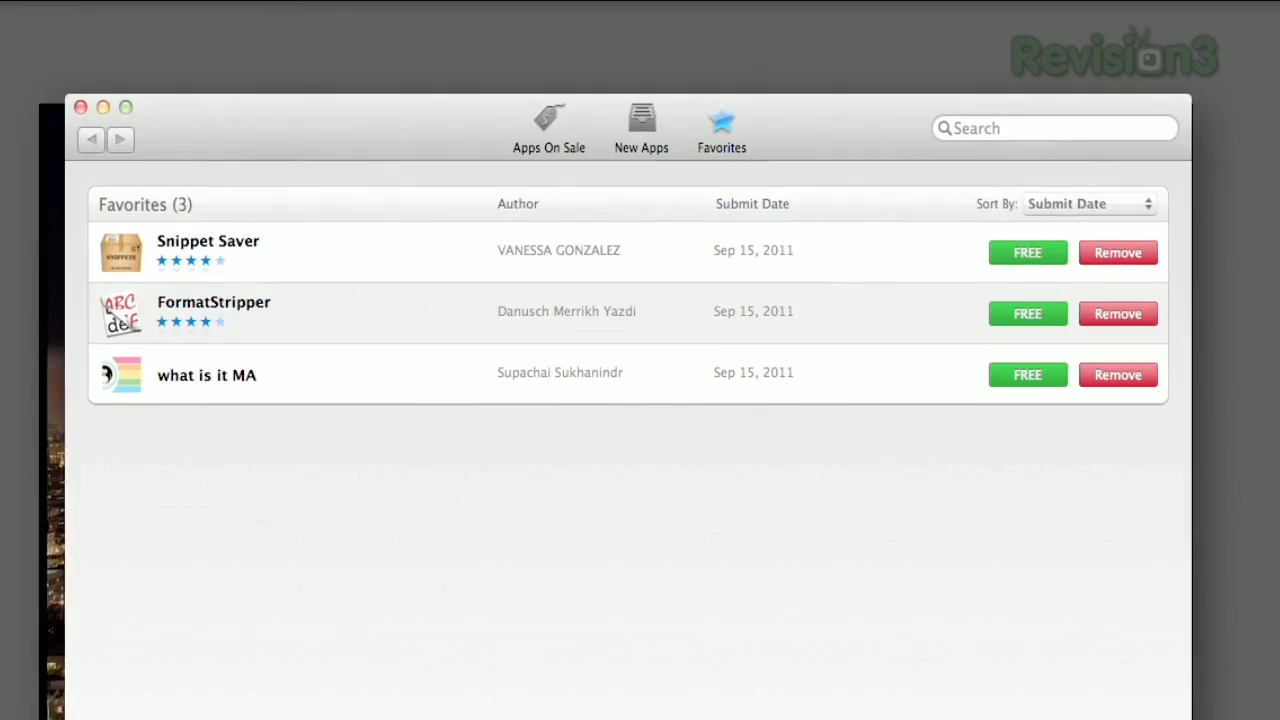 Revision3
Apps On Sale New Apps Favorites Search
Favorites (3) Author Submit Date Sort By: Submit Date
Snippet Saver VANESSA GONZALEZ Sep 15, 2011 FREE Remove
FormatStripper Danusch Merrikh Yazdi Sep 15, 2011 FREE Remove
ABC
what is it MA Supachai Sukhanindr Sep 15, 2011 FREE Remove